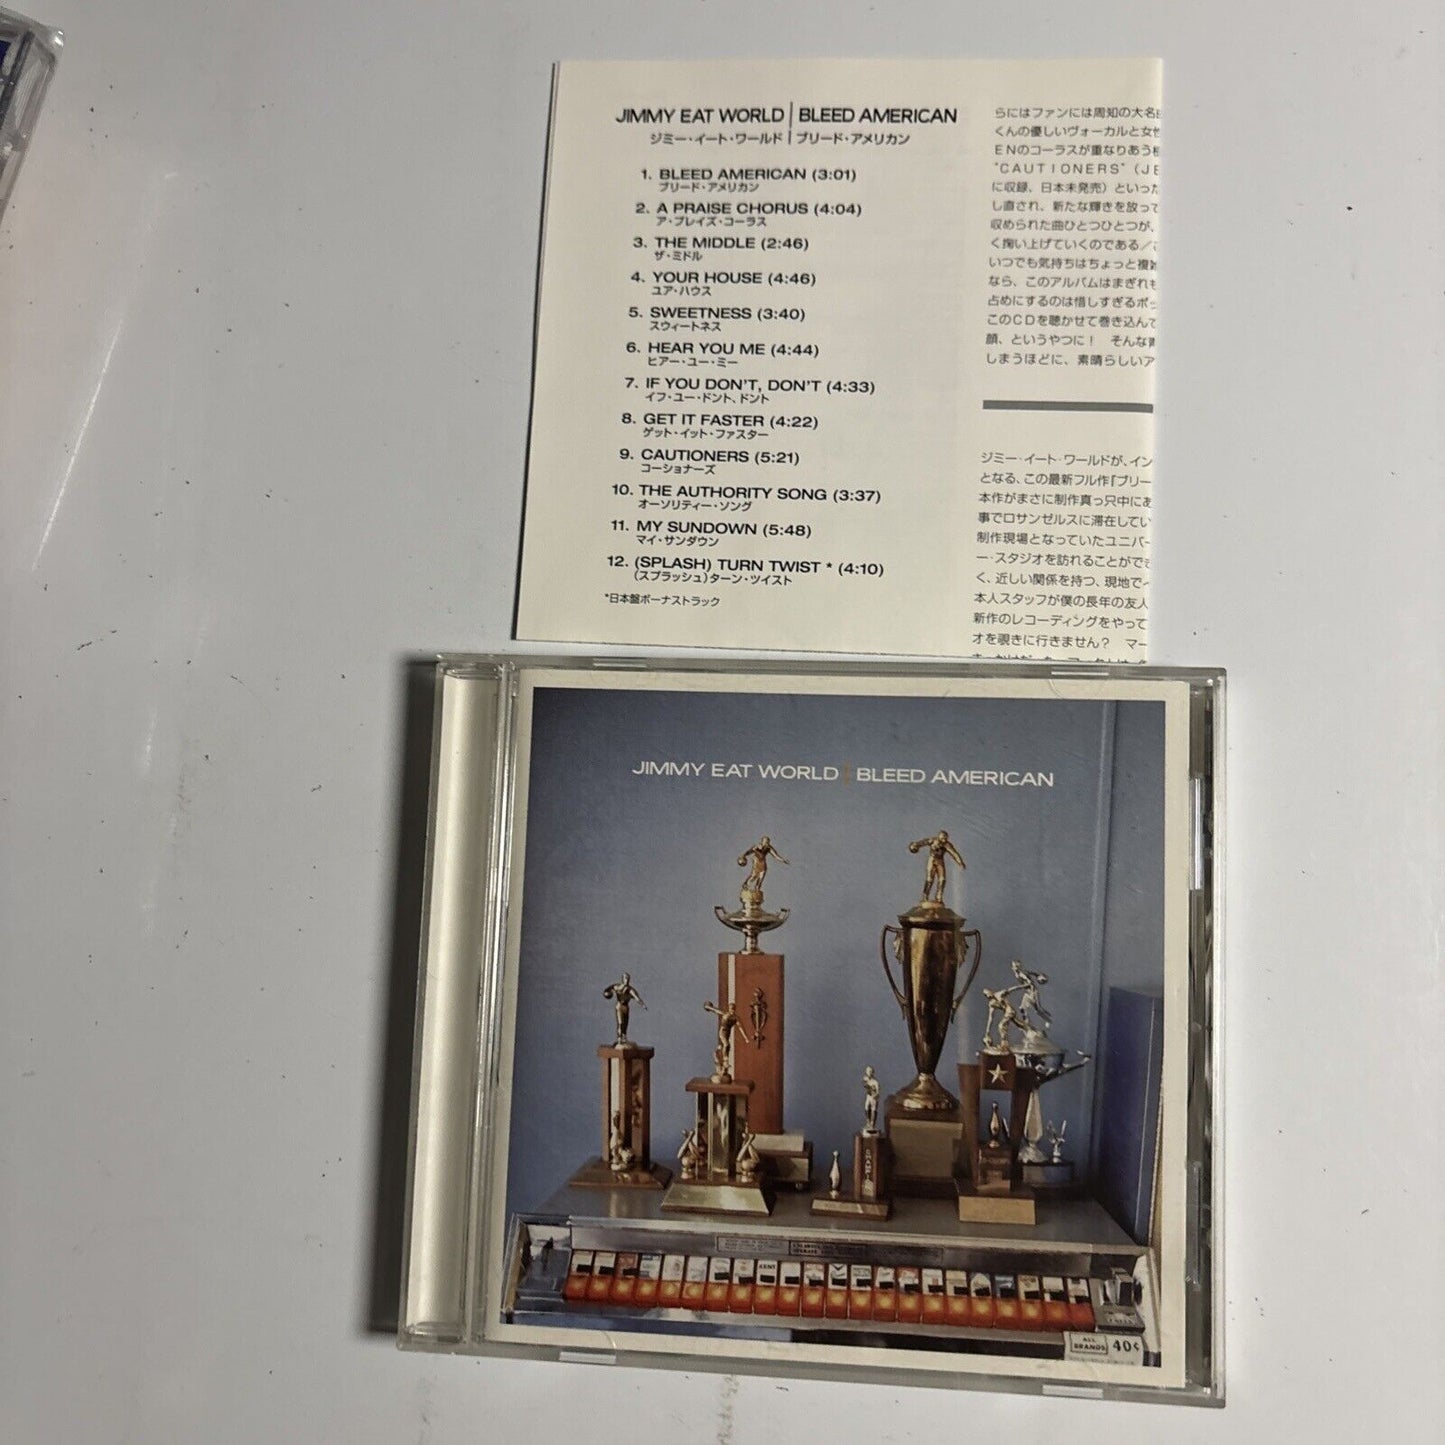 JIMMY EAT WORLD | BLEED AMERICAN
ジミー・イート・ワールド | ブリード・アメリカン
1. BLEED AMERICAN (3:01)
ブリード・アメリカン
2. A PRAISE CHORUS (4:04)
ア・プレイズ・コーラス
3. THE MIDDLE (2:46)
ザ・ミドル
4. YOUR HOUSE (4:46)
ユア・ハウス
5. SWEETNESS (3:40)
スウィートネス
6. HEAR YOU ME (4:44)
ヒアー・ユー・ミー
7. IF YOU DON'T, DON'T (4:33)
イフ・ユー・ドント、ドント
8. GET IT FASTER (4:22)
ゲット・イット・ファスター
9. CAUTIONERS (5:21)
コーショナーズ
10. THE AUTHORITY SONG (3:37)
オーソリティー・ソング
11. MY SUNDOWN (5:48)
マイ・サンダウン
12. (SPLASH) TURN TWIST * (4:10)
(スプラッシュ)ターン・ツイスト
*日本盤ボーナストラック
らにはファンには周知の大名
くんの優しいヴォーカルと女性
ENのコーラスが重なりあう
"CAUTIONERS" (JE
に収録、日本未発売) といった
し直され、新たな輝きを放って
収められた曲ひとつひとつが、
く掬い上げていくのである/
いつでも気持ちはちょっと複雑
なら、このアルバムはまぎれも
占めにするのは惜しすぎるポッ
このCDを聴かせて巻き込んで
顔、というやつに! そんな
しまうほどに、素晴らしいア
ジミー・イート・ワールドが、イン
となる、この最新フル作『ブリー
本作がまさに制作真っ只中にあ
事でロサンゼルスに滞在してい
制作現場となっていたユニバー
ー・スタジオを訪れることができ
く、近しい関係を持つ、現地で
本人スタッフが僕の長年の友人
新作のレコーディングをやって
オを覗きに行きません? マー
JIMMY EAT WORLD | BLEED AMERICAN
KENT
ALL
BRANDS 40¢